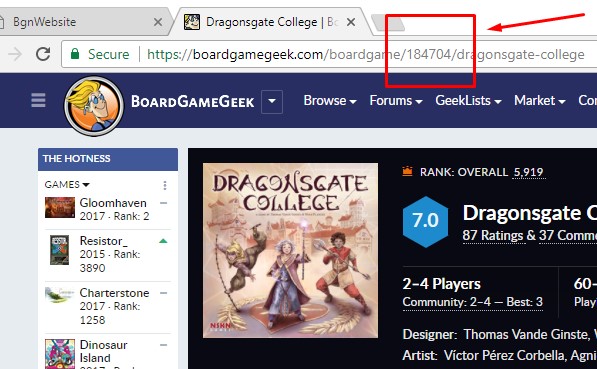 BgnWebsite
Dragonsgate College | Bo
Secure https://boardgamegeek.com/boardgame/184704/dragonsgate-college
BOARDGAMEGEEK Browse Forums GeekLists Market Co
THE HOTNESS
GAMES
Gloomhaven
2017 · Rank: 2
Resistor_
2015 · Rank:
3890
Charterstone
2017 · Rank:
1258
Dinosaur
Island
2017 · Rank:
DRAGONSGATE
COLLEGE
NSKN
RANK: OVERALL 5,919
7.0
Dragonsgate C
87 Ratings & 37 Comme
2–4 Players
Community: 2–4 — Best: 3
60–
Play
Designer: Thomas Vande Ginste, W
Artist: Víctor Pérez Corbella, Agni